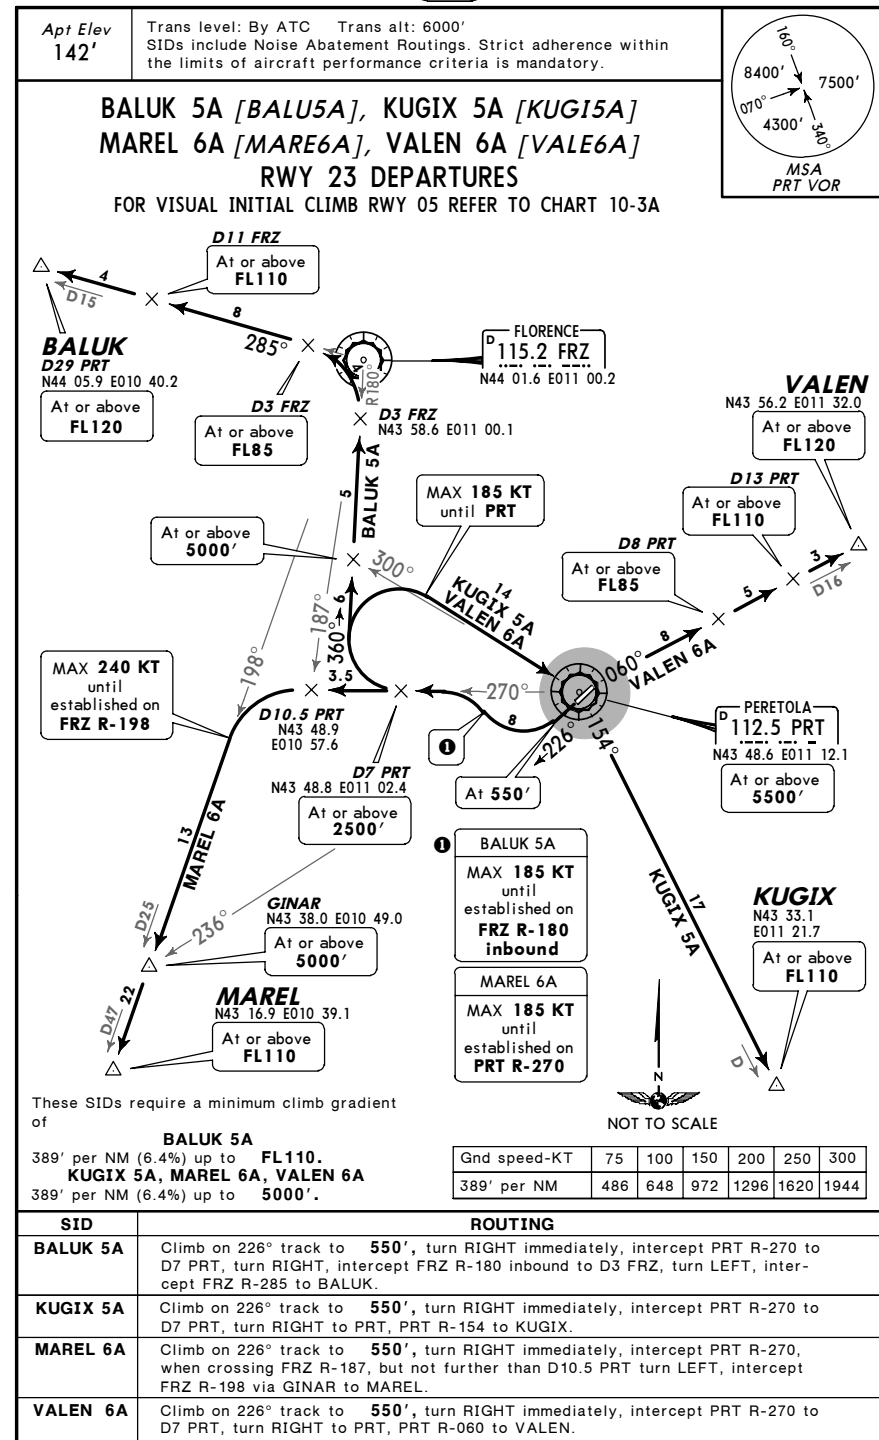 Apt Elev
142'
Trans level: By ATC Trans alt: 6000'
SIDs include Noise Abatement Routings. Strict adherence within
the limits of aircraft performance criteria is mandatory.
160°
8400'
7500'
070°
4300'
340°
MSA
PRT VOR
BALUK 5A [BALU5A], KUGIX 5A [KUGI5A]
MAREL 6A [MARE6A], VALEN 6A [VALE6A]
RWY 23 DEPARTURES
FOR VISUAL INITIAL CLIMB RWY 05 REFER TO CHART 10-3A
D11 FRZ
At or above
FL110
4
D15
8
285°
BALUK
D29 PRT
N44 05.9 E010 40.2
At or above
FL120
D3 FRZ
At or above
FL85
4
R180°
FLORENCE
D
115.2 FRZ
N44 01.6 E011 00.2
D3 FRZ
N43 58.6 E011 00.1
VALEN
N43 56.2 E011 32.0
At or above
FL120
D13 PRT
At or above
FL110
D8 PRT
At or above
FL85
3
D16
5
8
060°
VALEN 6A
BALUK 5A
5
MAX 185 KT
until PRT
At or above
5000'
300°
14
KUGIX 5A
VALEN 6A
187°
360°
6
198°
MAX 240 KT
until
established on
FRZ R-198
3.5
270°
8
D10.5 PRT
N43 48.9
E010 57.6
❶
226°
154°
PERETOLA
D
112.5 PRT
N43 48.6 E011 12.1
At or above
5500'
D7 PRT
N43 48.8 E011 02.4
At or above
2500'
At 550'
13
MAREL 6A
❶
BALUK 5A
MAX 185 KT
until
established on
FRZ R-180
inbound
MAREL 6A
MAX 185 KT
until
established on
PRT R-270
17
KUGIX 5A
KUGIX
N43 33.1
E011 21.7
At or above
FL110
D
D25
236°
GINAR
N43 38.0 E010 49.0
At or above
5000'
22
D47
MAREL
N43 16.9 E010 39.1
At or above
FL110
N
NOT TO SCALE
These SIDs require a minimum climb gradient
of
BALUK 5A
389' per NM (6.4%) up to FL110.
KUGIX 5A, MAREL 6A, VALEN 6A
389' per NM (6.4%) up to 5000'.
Gnd speed-KT 75 100 150 200 250 300
389' per NM 486 648 972 1296 1620 1944
SID ROUTING
BALUK 5A Climb on 226° track to 550', turn RIGHT immediately, intercept PRT R-270 to
D7 PRT, turn RIGHT, intercept FRZ R-180 inbound to D3 FRZ, turn LEFT, inter-
cept FRZ R-285 to BALUK.
KUGIX 5A Climb on 226° track to 550', turn RIGHT immediately, intercept PRT R-270 to
D7 PRT, turn RIGHT to PRT, PRT R-154 to KUGIX.
MAREL 6A Climb on 226° track to 550', turn RIGHT immediately, intercept PRT R-270,
when crossing FRZ R-187, but not further than D10.5 PRT turn LEFT, intercept
FRZ R-198 via GINAR to MAREL.
VALEN 6A Climb on 226° track to 550', turn RIGHT immediately, intercept PRT R-270 to
D7 PRT, turn RIGHT to PRT, PRT R-060 to VALEN.